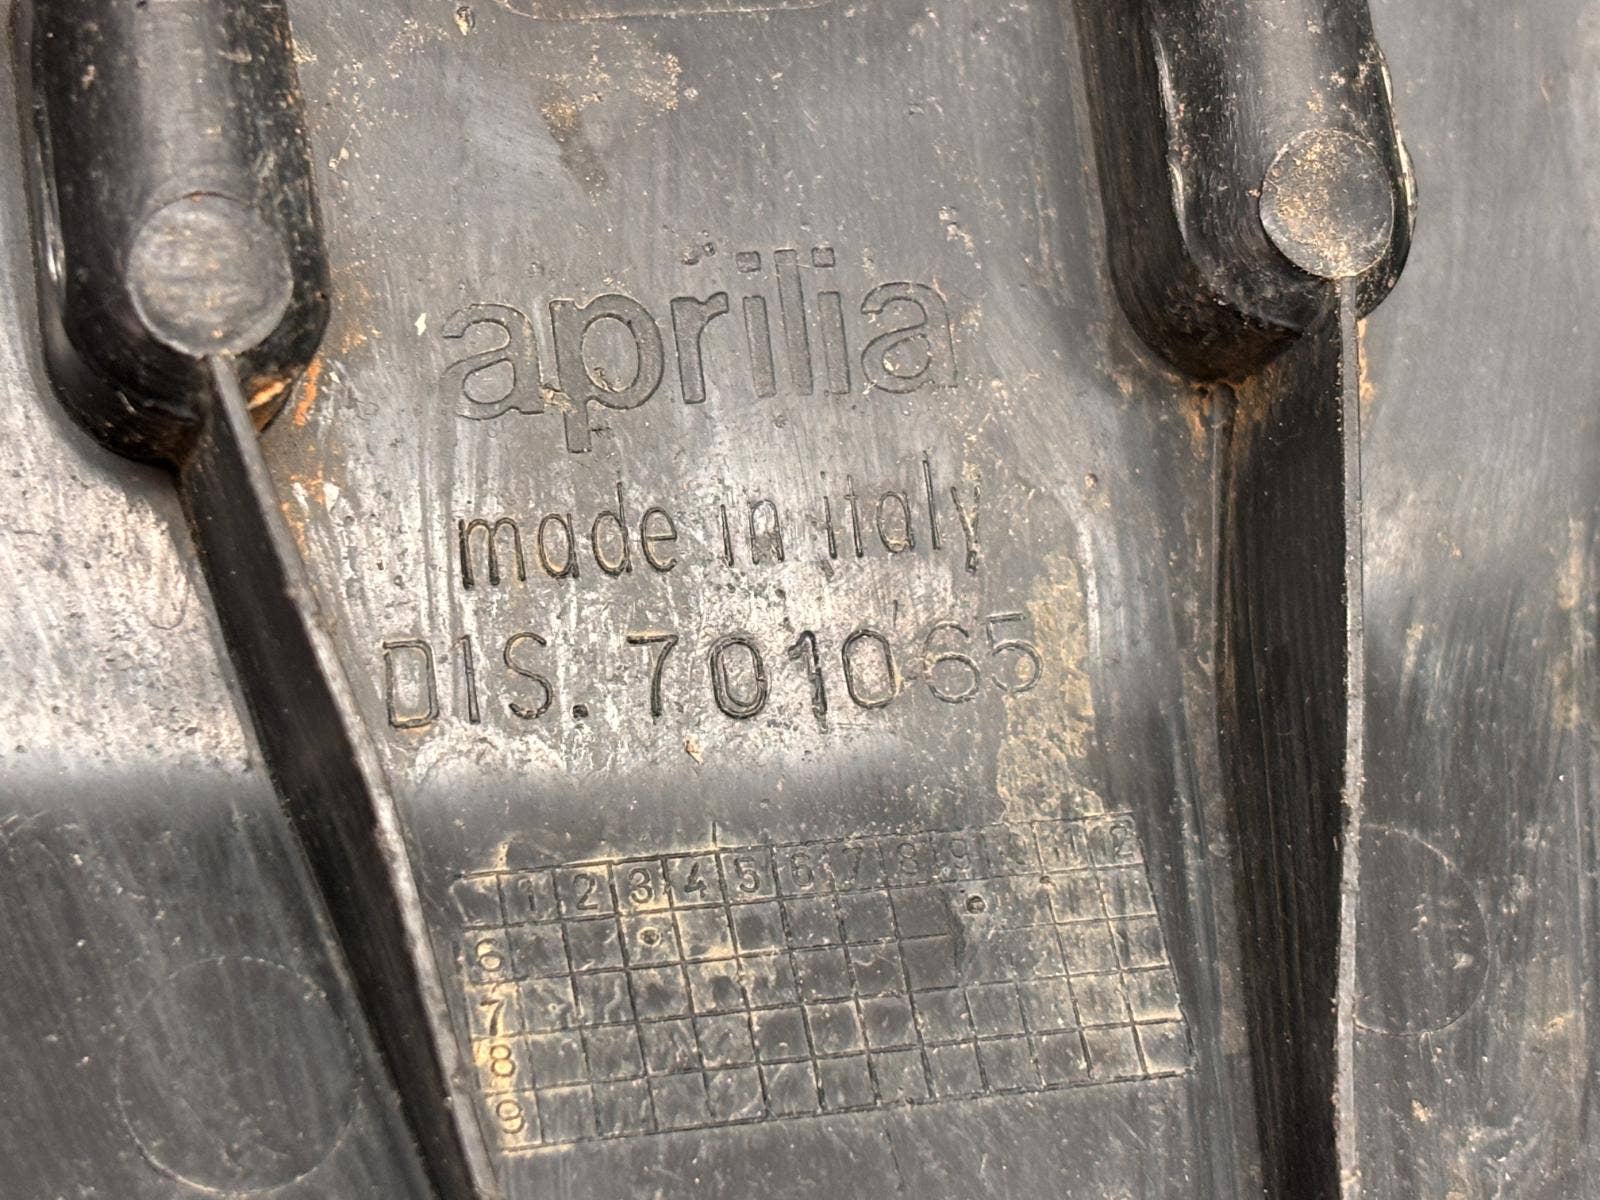 aprilia
made in italy
DIS. 701065
1 2 3 4 5 6 7 8 9 11 12
6
7
8
9